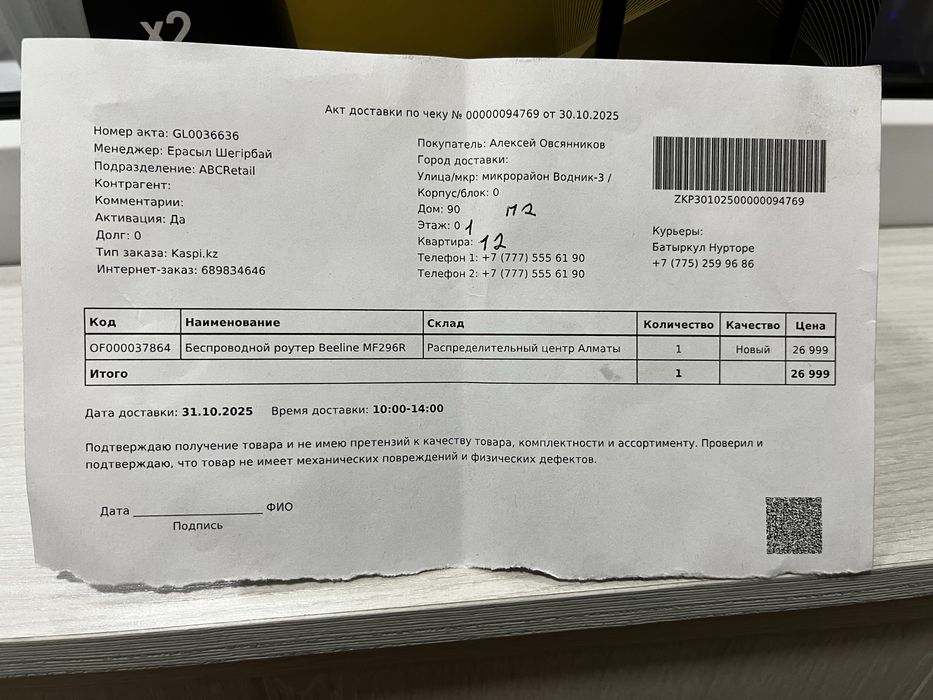 x2
Акт доставки по чеку № 00000094769 от 30.10.2025
Номер акта: GL0036636
Менеджер: Ерасыл Шегірбай
Подразделение: ABCRetail
Контрагент:
Комментарии:
Активация: Да
Долг: 0
Тип заказа: Kaspi.kz
Интернет-заказ: 689834646
Покупатель: Алексей Овсянников
Город доставки:
Улица/мкр: микрорайон Водник-3 /
Корпус/блок: 0
Дом: 90 п2
Этаж: 0 1
Квартира: 12
Телефон 1: +7 (777) 555 61 90
Телефон 2: +7 (777) 555 61 90
ZKP30102500000094769
Курьеры:
Батыркул Нурторе
+7 (775) 259 96 86
Код Наименование Склад Количество Качество Цена
OF000037864 Беспроводной роутер Beeline MF296R Распределительный центр Алматы 1 Новый 26 999
Итого 1 26 999
Дата доставки: 31.10.2025 Время доставки: 10:00-14:00
Подтверждаю получение товара и не имею претензий к качеству товара, комплектности и ассортименту. Проверил и
подтверждаю, что товар не имеет механических повреждений и физических дефектов.
Дата ____________________ ФИО
Подпись